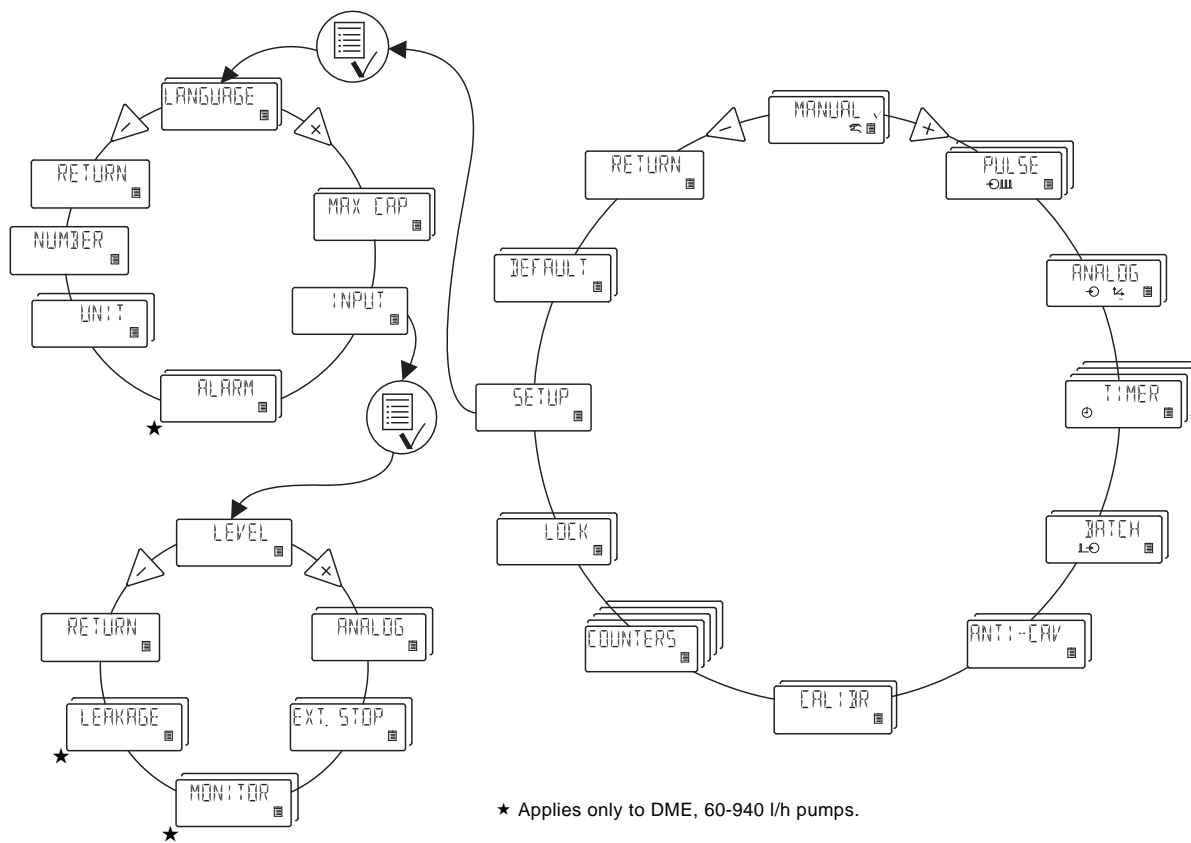 LANGUAGE
MAX CAP
INPUT
ALARM
UNIT
NUMBER
RETURN
LEVEL
ANALOG
EXT. STOP
MONITOR
LEAKAGE
RETURN
MANUAL
PULSE
ANALOG
TIMER
BATCH
ANTI-CAV
CALIBR
COUNTERS
LOCK
SETUP
DEFAULT
RETURN
★ Applies only to DME, 60-940 l/h pumps.